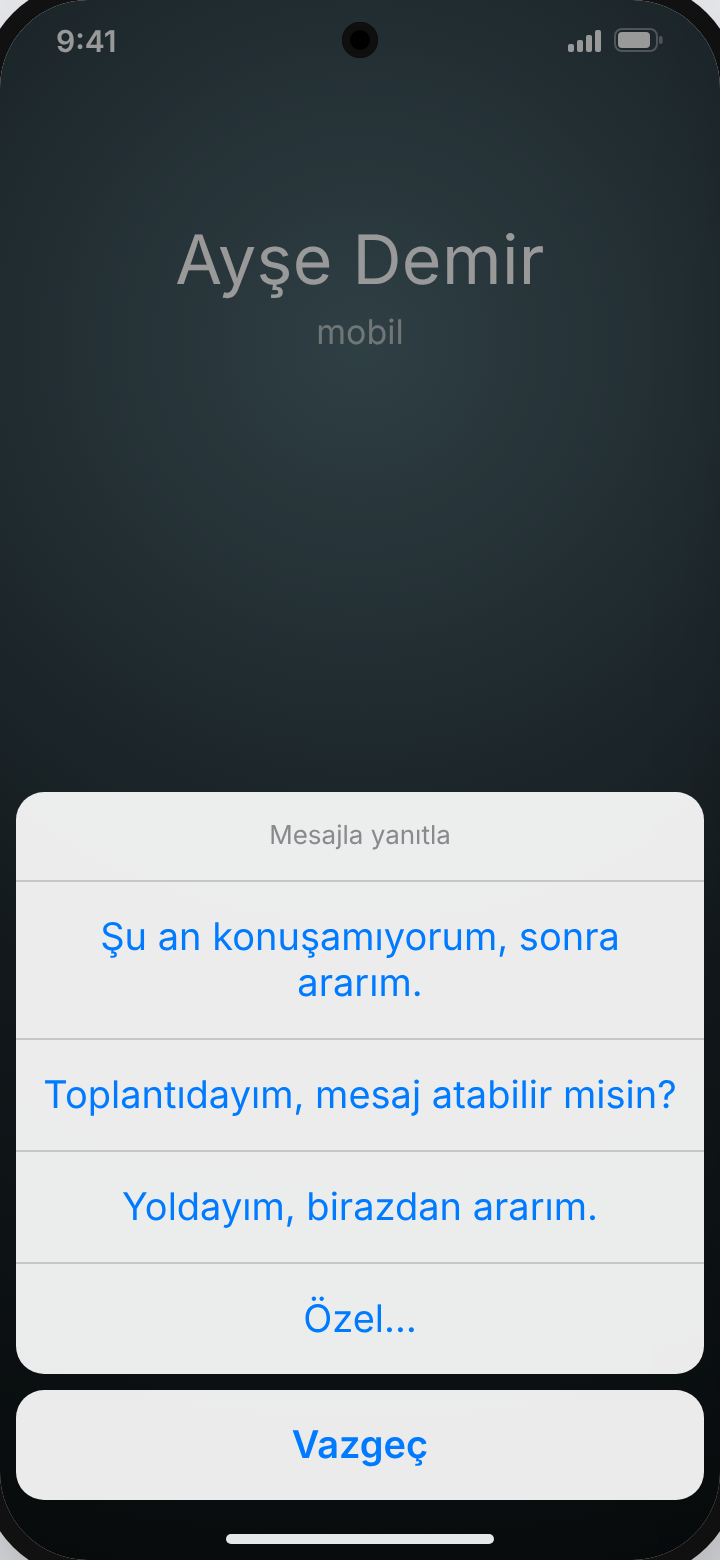 9:41
Ayşe Demir
mobil
Mesajla yanıtla
Şu an konuşamıyorum, sonra
ararım.
Toplantıdayım, mesaj atabilir misin?
Yoldayım, birazdan ararım.
Özel...
Vazgeç